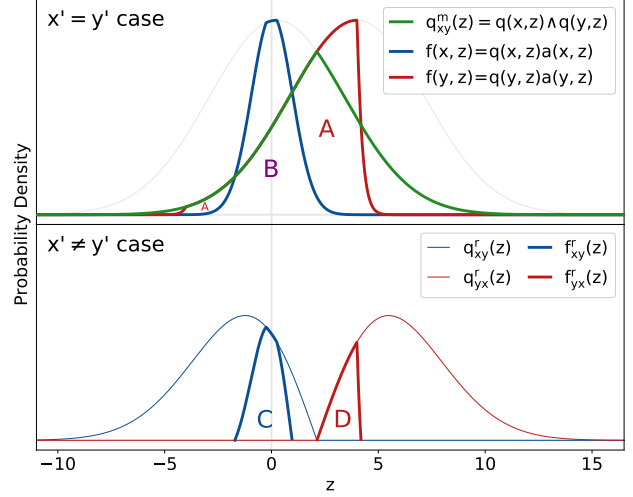 x' = y' case
q^m_xy(z) = q(x,z)∧q(y,z)
f(x, z)=q(x, z)a(x, z)
f(y, z)=q(y, z)a(y, z)
A
B
A
Probability Density
x' ≠ y' case
q^r_xy(z) f^r_xy(z)
q^r_yx(z) f^r_yx(z)
C D
−10 −5 0 5 10 15
z